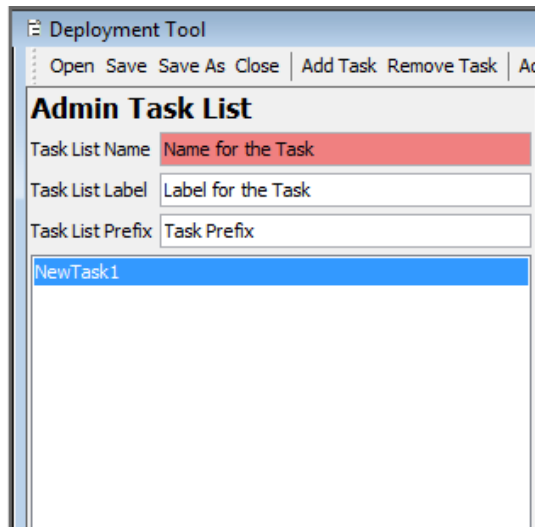 Deployment Tool
Open Save Save As Close Add Task Remove Task
Admin Task List
Task List Name Name for the Task
Task List Label Label for the Task
Task List Prefix Task Prefix
NewTask1